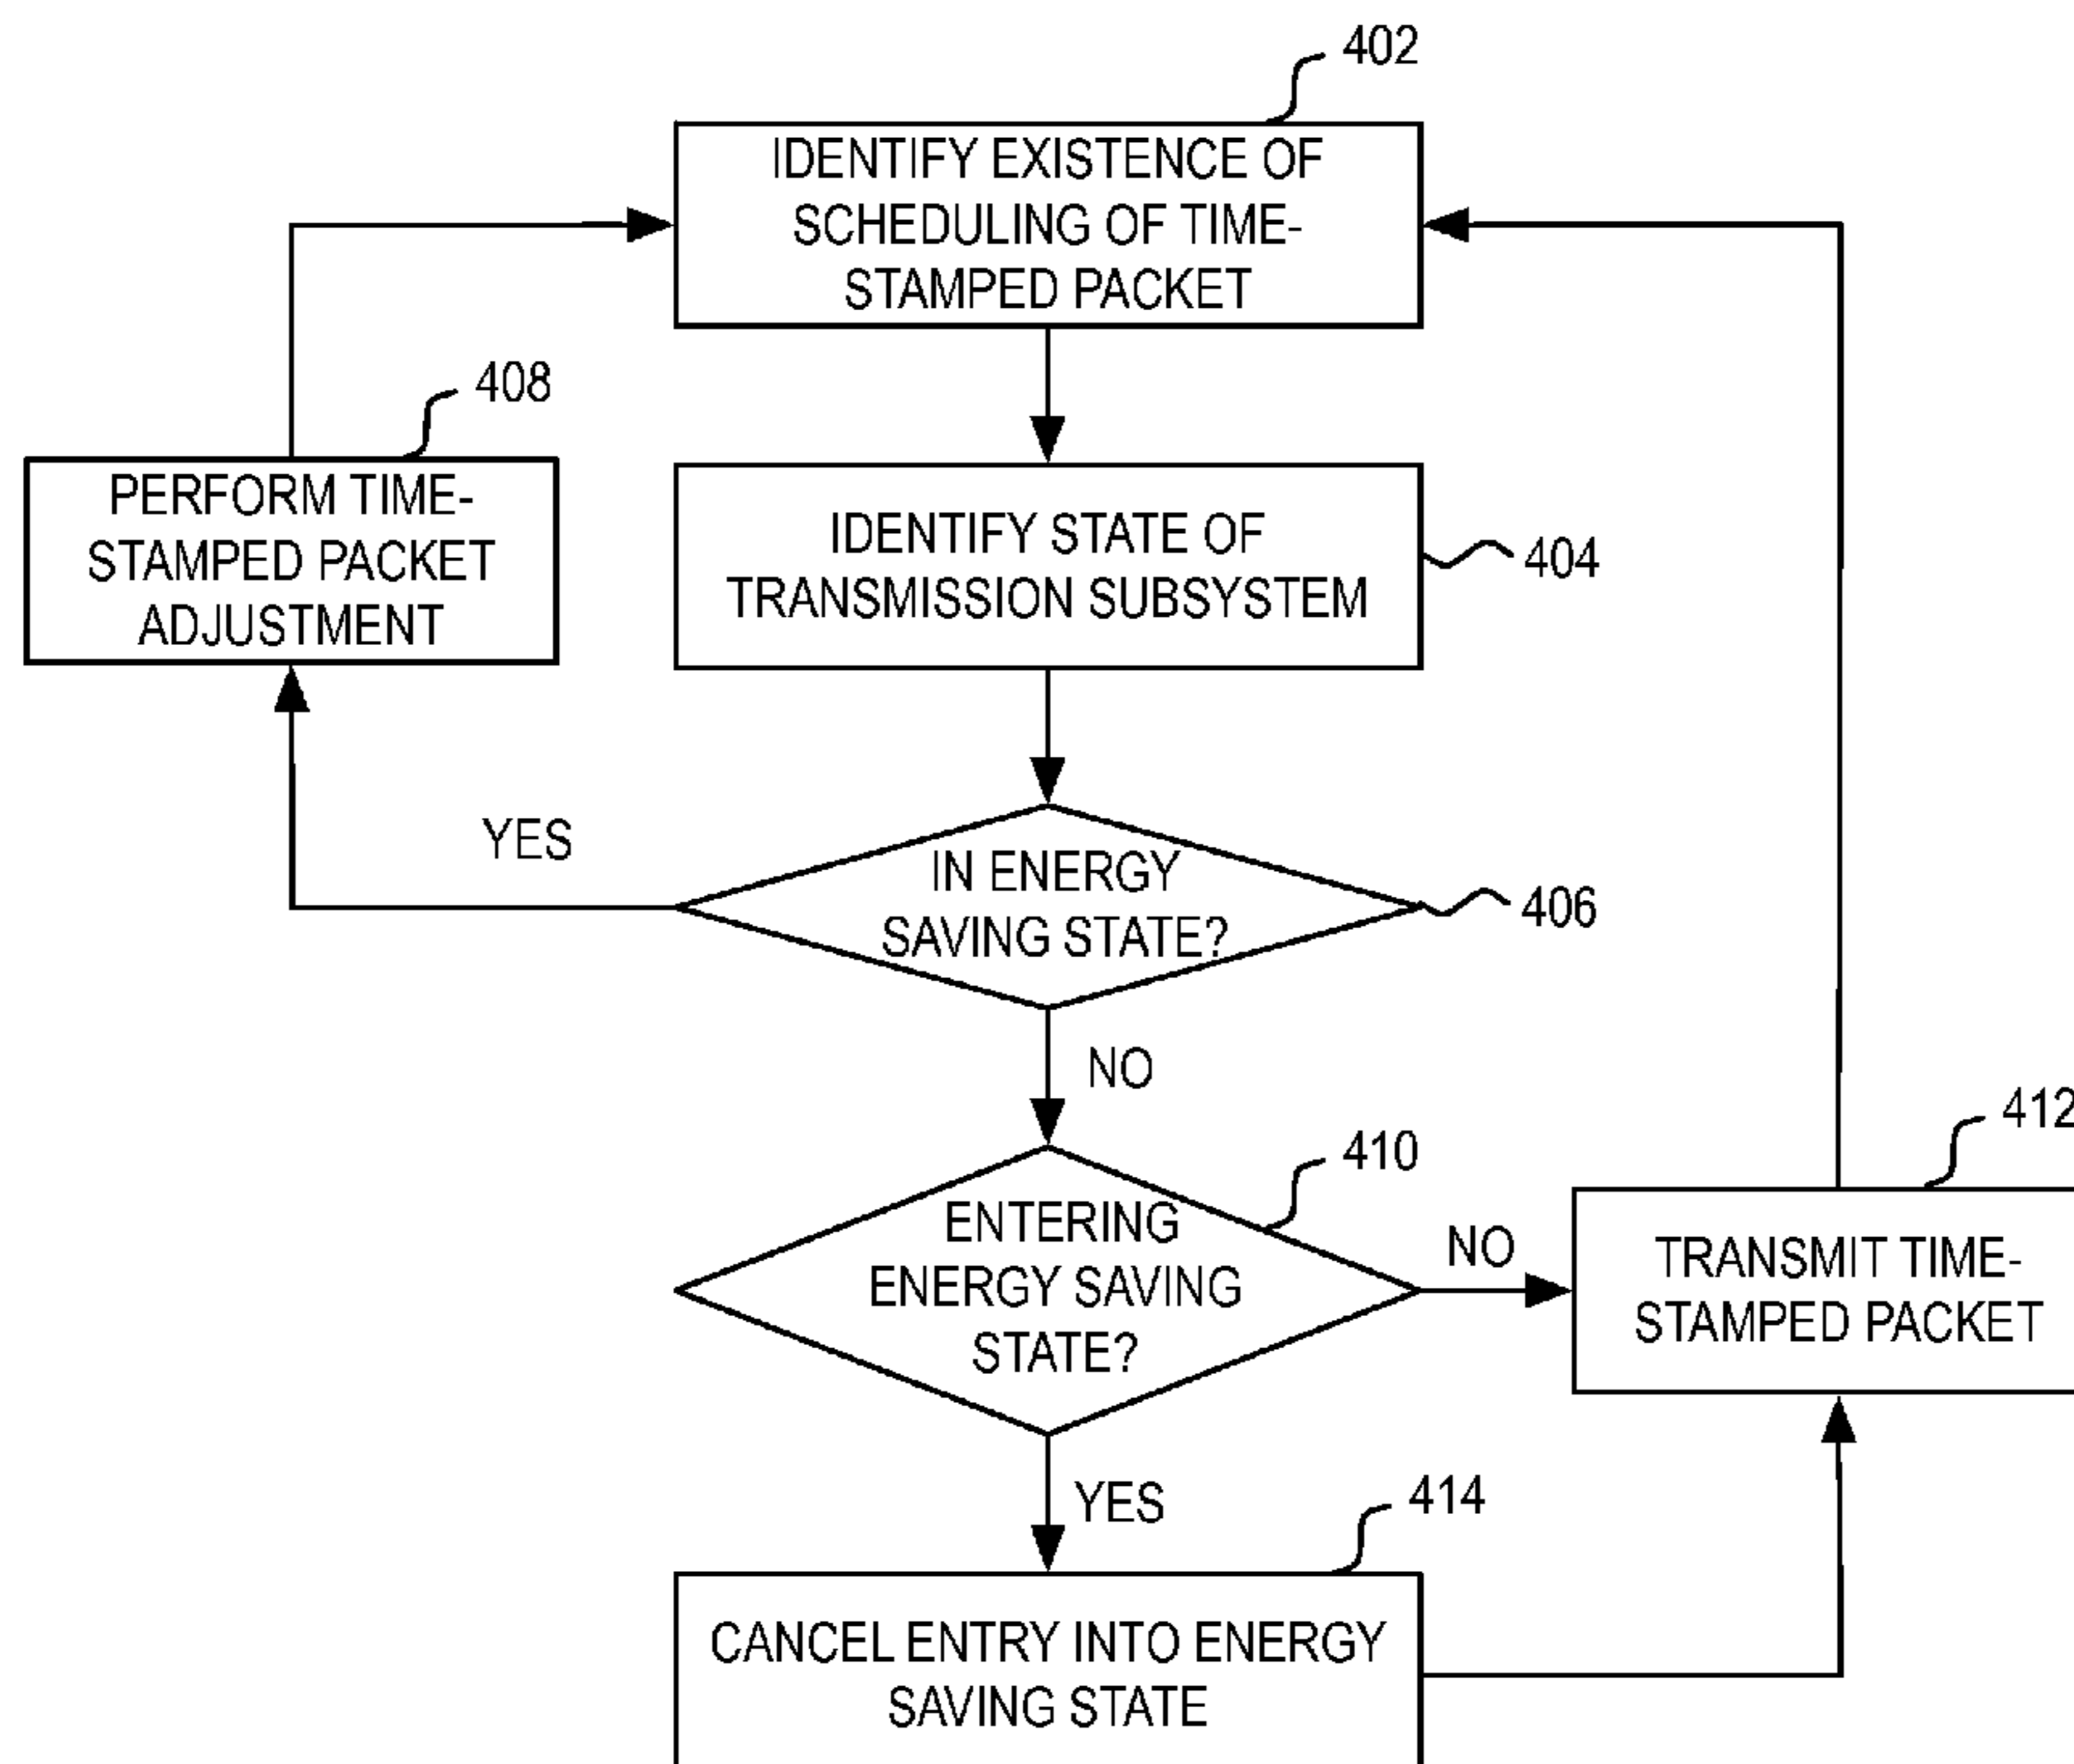 402
IDENTIFY EXISTENCE OF
SCHEDULING OF TIME-
STAMPED PACKET
408
PERFORM TIME-
STAMPED PACKET
ADJUSTMENT
IDENTIFY STATE OF
TRANSMISSION SUBSYSTEM
404
YES
IN ENERGY
SAVING STATE?
406
NO
410
ENTERING
ENERGY SAVING
STATE?
NO
412
TRANSMIT TIME-
STAMPED PACKET
YES
414
CANCEL ENTRY INTO ENERGY
SAVING STATE